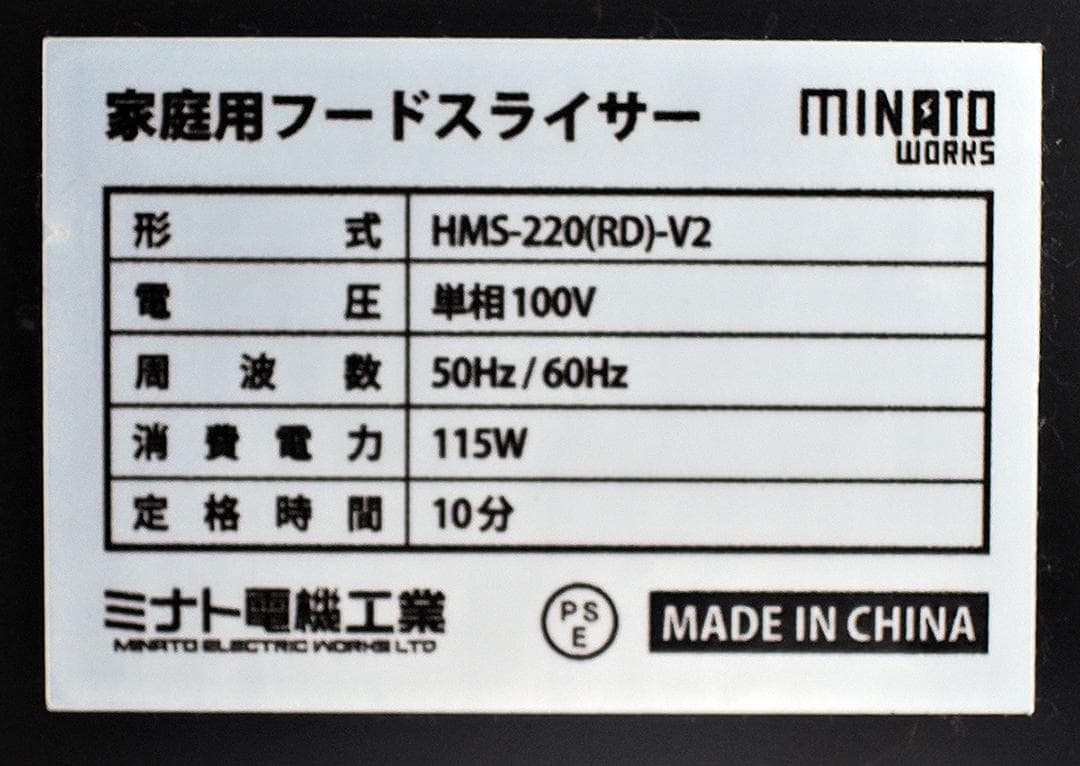 家庭用フードスライサー
MINATO
WORKS
形式 HMS-220(RD)-V2
電圧 単相100V
周波数 50Hz / 60Hz
消費電力 115W
定格時間 10分
ミナト電機工業
MINATO ELECTRIC WORKS LTD
PS
E
MADE IN CHINA